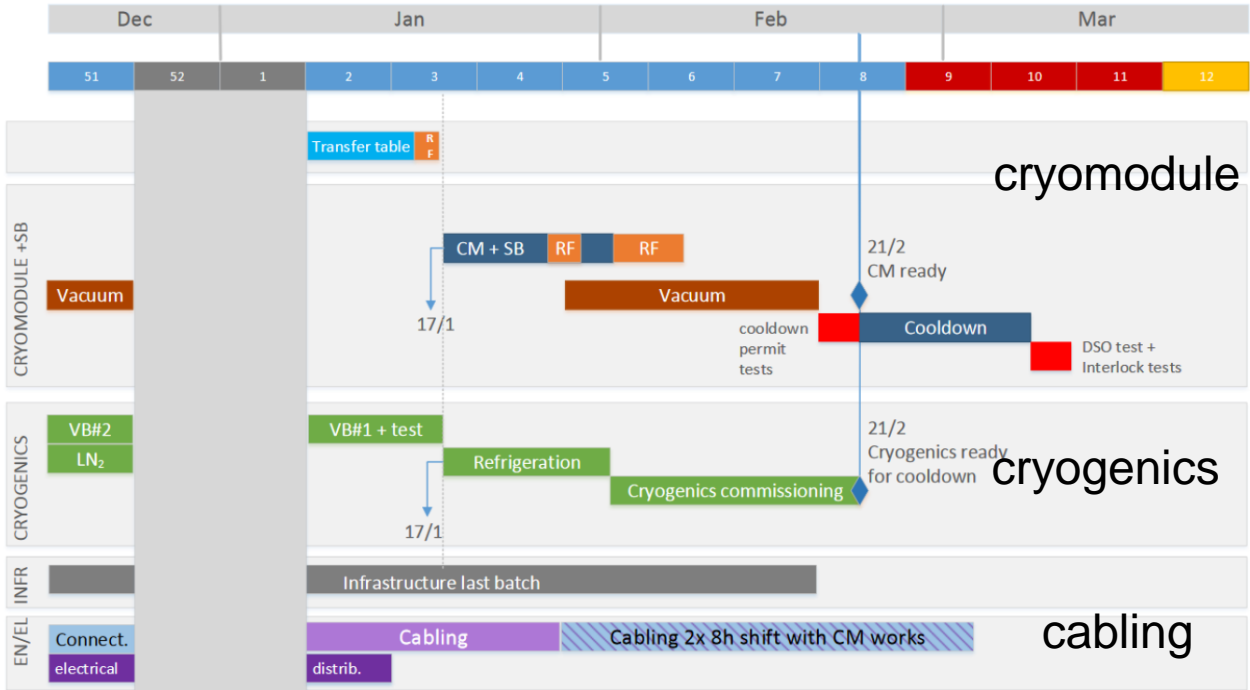 Dec Jan Feb Mar
51 52 1 2 3 4 5 6 7 8 9 10 11 12
Transfer table
R
F
cryomodule
CRYOMODULE +SB
CM + SB RF RF
21/2
CM ready
Vacuum Vacuum
17/1
cooldown
permit
tests
Cooldown
DSO test +
Interlock tests
CRYOGENICS
VB#2 VB#1 + test
LN₂ Refrigeration
21/2
Cryogenics ready
for cooldown
cryogenics
Cryogenics commissioning
17/1
INFR
Infrastructure last batch
EN/EL
Connect. Cabling Cabling 2x 8h shift with CM works
cabling
electrical distrib.